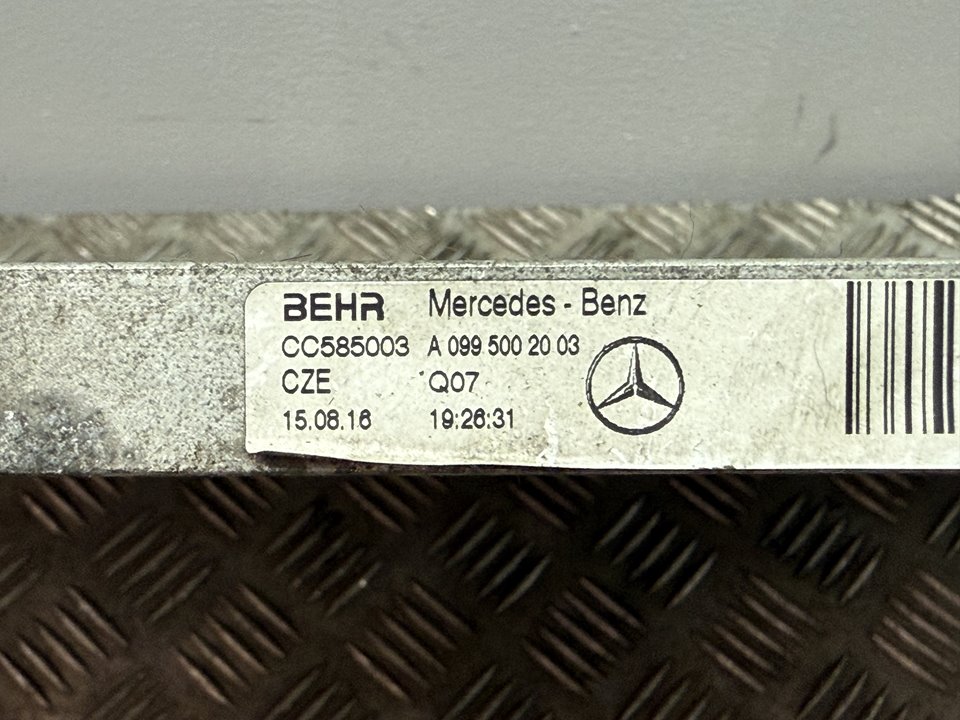 BEHR Mercedes - Benz
CC585003 A 099 500 20 03
CZE Q07
15.08.16 19:26:31